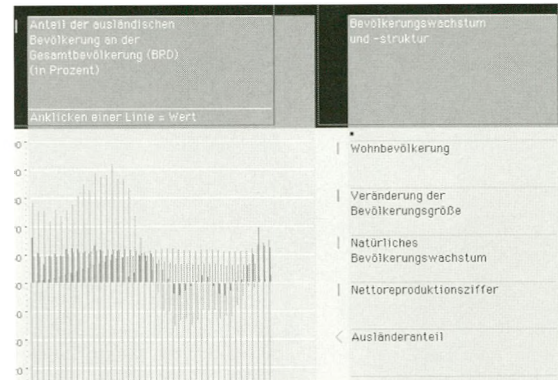 Anteil der ausländischen
Bevölkerung an der
Gesamtbevölkerung (BRD)
(in Prozent)
Anklicken einer Linie = Wert
Bevölkerungswachstum
und -struktur
Wohnbevölkerung
Veränderung der
Bevölkerungsgröße
Natürliches
Bevölkerungswachstum
Nettoreproduktionsziffer
Ausländeranteil